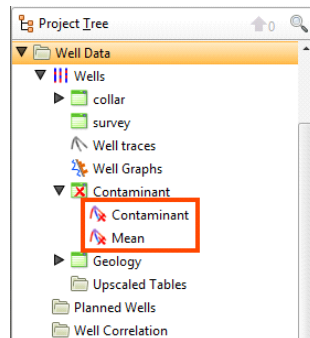 Project Tree 0
Well Data
Wells
collar
survey
Well traces
Well Graphs
Contaminant
Contaminant
Mean
Geology
Upscaled Tables
Planned Wells
Well Correlation